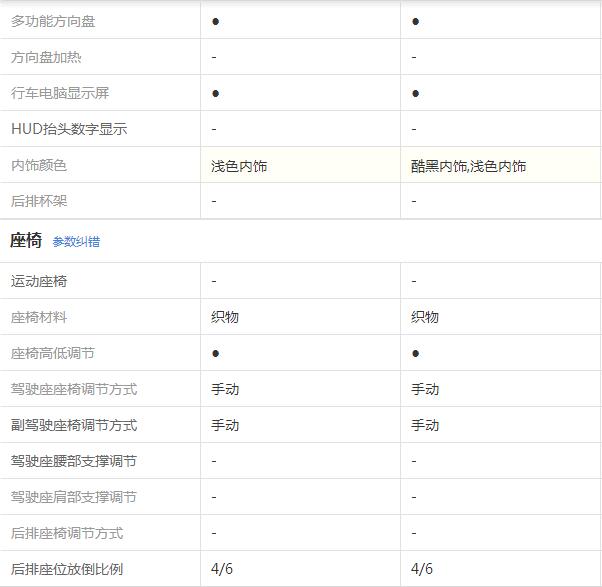 多功能方向盘 ● ●
方向盘加热 - -
行车电脑显示屏 ● ●
HUD抬头数字显示 - -
内饰颜色 浅色内饰 酷黑内饰,浅色内饰
后排杯架 - -
座椅 参数纠错
运动座椅 - -
座椅材料 织物 织物
座椅高低调节 ● ●
驾驶座座椅调节方式 手动 手动
副驾驶座椅调节方式 手动 手动
驾驶座腰部支撑调节 - -
驾驶座肩部支撑调节 - -
后排座椅调节方式 - -
后排座位放倒比例 4/6 4/6